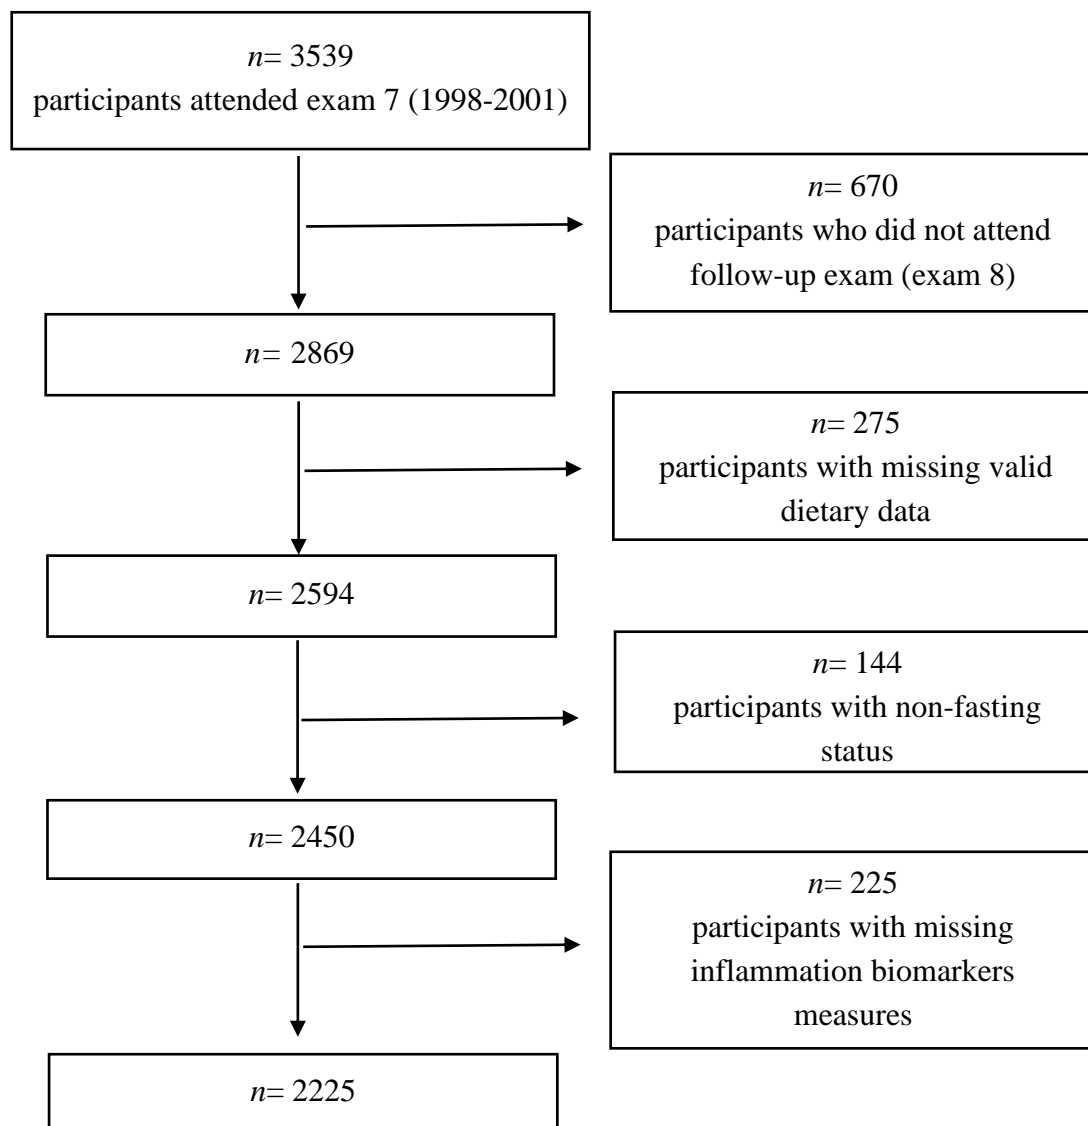 n= 3539
participants attended exam 7 (1998-2001)
n= 670
participants who did not attend
follow-up exam (exam 8)
n= 2869
n= 275
participants with missing valid
dietary data
n= 2594
n= 144
participants with non-fasting
status
n= 2450
n= 225
participants with missing
inflammation biomarkers
measures
n= 2225